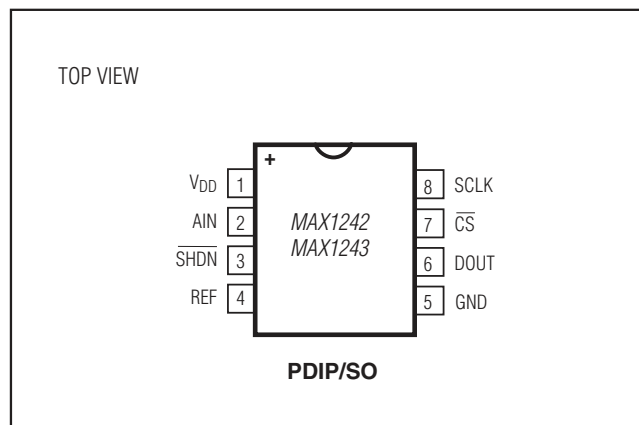 TOP VIEW
+
VDD 1
AIN 2
SHDN 3
REF 4
MAX1242
MAX1243
8 SCLK
7 CS
6 DOUT
5 GND
PDIP/SO